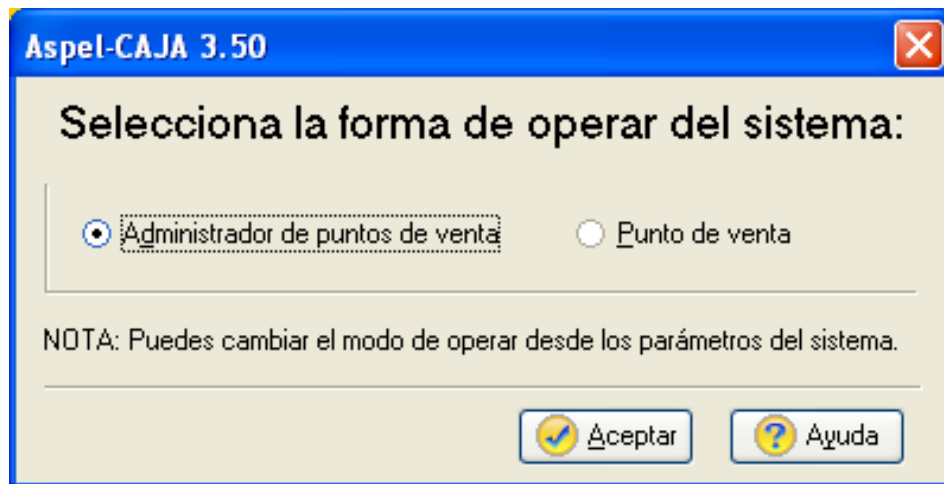 Aspel-CAJA 3.50
Selecciona la forma de operar del sistema:
Administrador de puntos de venta Punto de venta
NOTA: Puedes cambiar el modo de operar desde los parámetros del sistema.
Aceptar Ayuda